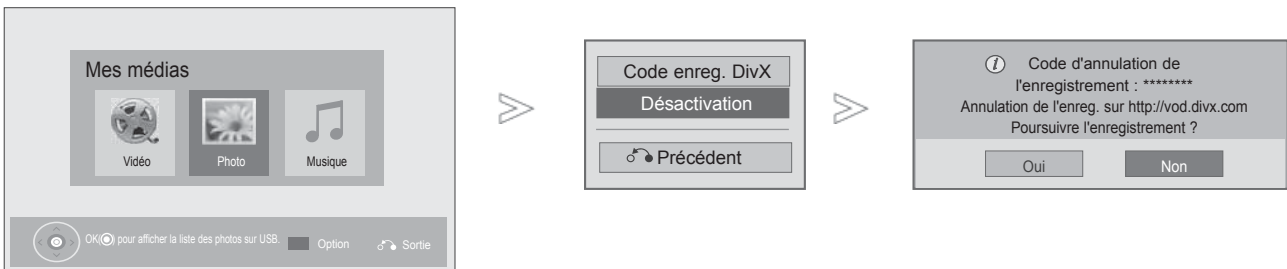 Mes médias
Vidéo
Photo
Musique
OK(◉) pour afficher la liste des photos sur USB.
Option
Sortie
Code enreg. DivX
Désactivation
Précédent
Code d'annulation de
l'enregistrement : ********
Annulation de l'enreg. sur http://vod.divx.com
Poursuivre l'enregistrement ?
Oui
Non